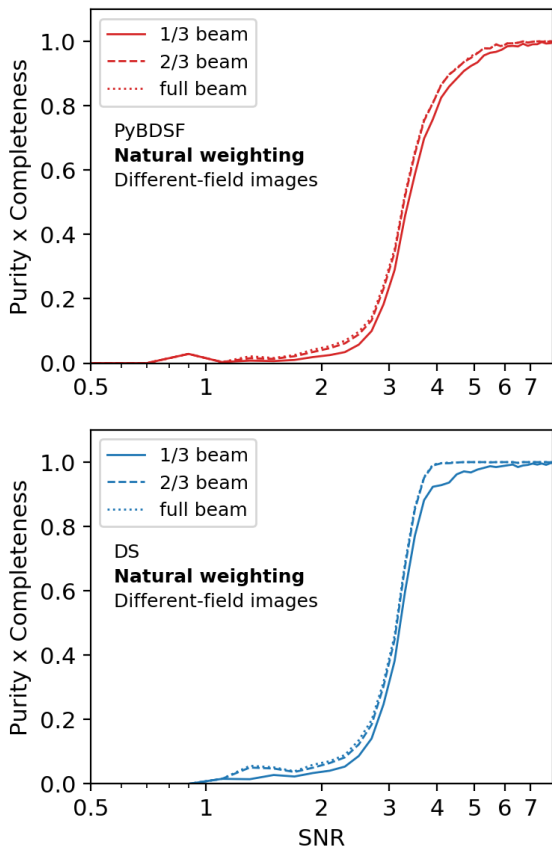 1/3 beam
2/3 beam
full beam
PyBDSF
Natural weighting
Different-field images
Purity x Completeness
1.0
0.8
0.6
0.4
0.2
0.0
0.5 1 2 3 4 5 6 7
1/3 beam
2/3 beam
full beam
DS
Natural weighting
Different-field images
Purity x Completeness
1.0
0.8
0.6
0.4
0.2
0.0
0.5 1 2 3 4 5 6 7
SNR